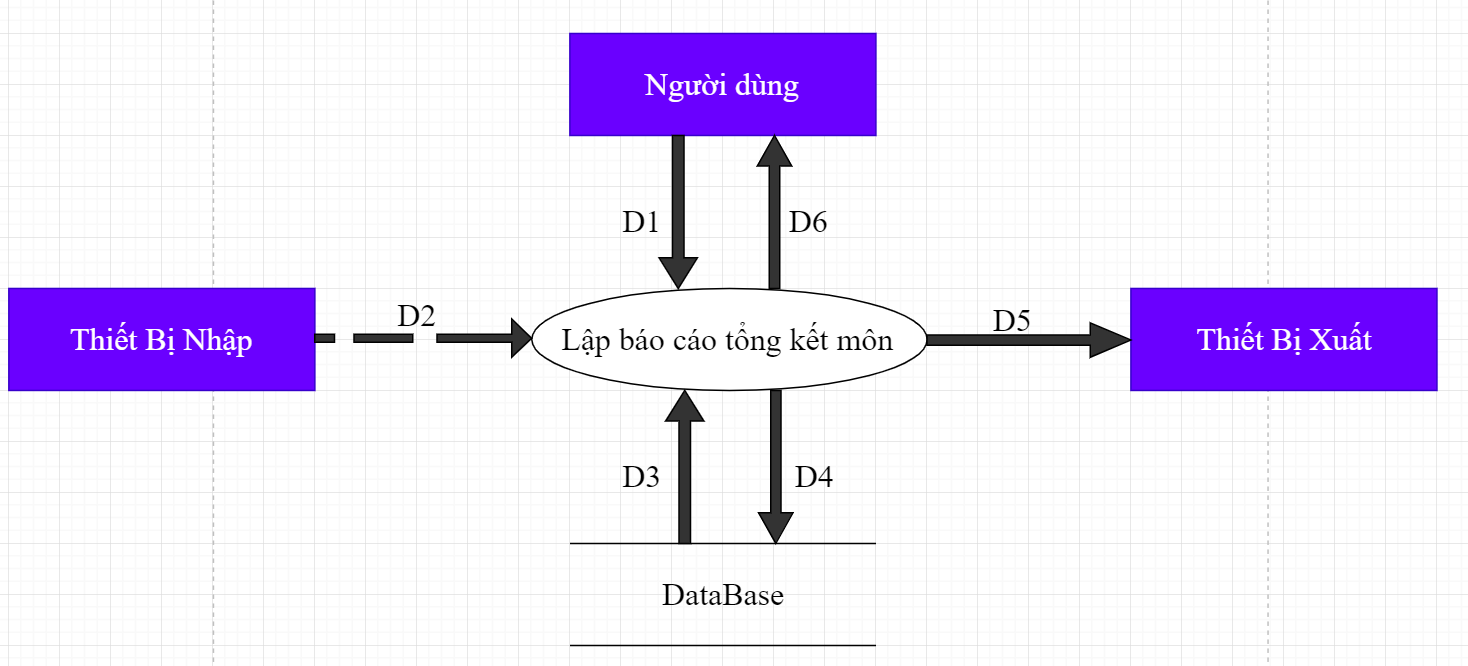 Người dùng
D1
D6
Thiết Bị Nhập
D2
Lập báo cáo tổng kết môn
D5
Thiết Bị Xuất
D3
D4
DataBase